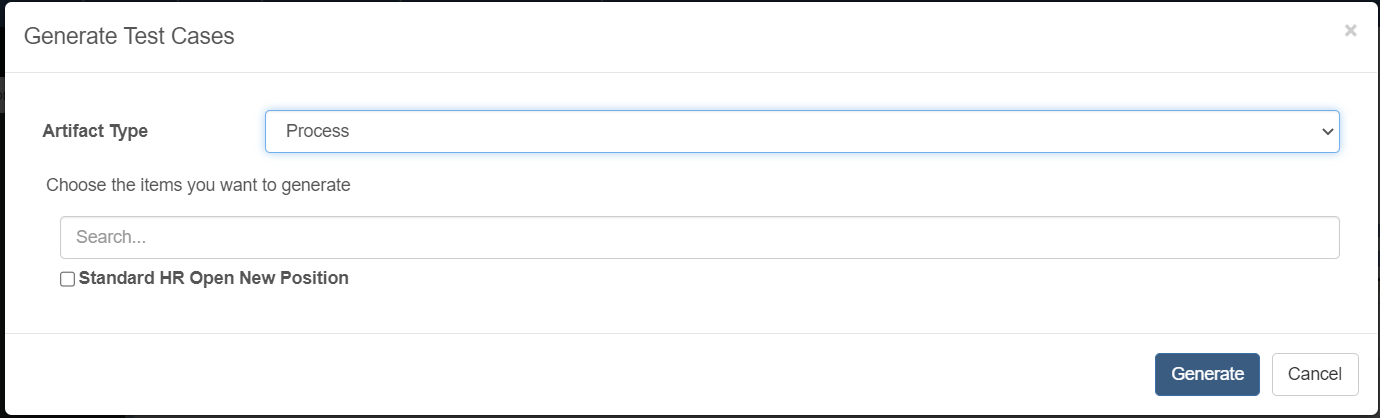 Generate Test Cases
×
Artifact Type
Process
Choose the items you want to generate
Search...
Standard HR Open New Position
Generate
Cancel